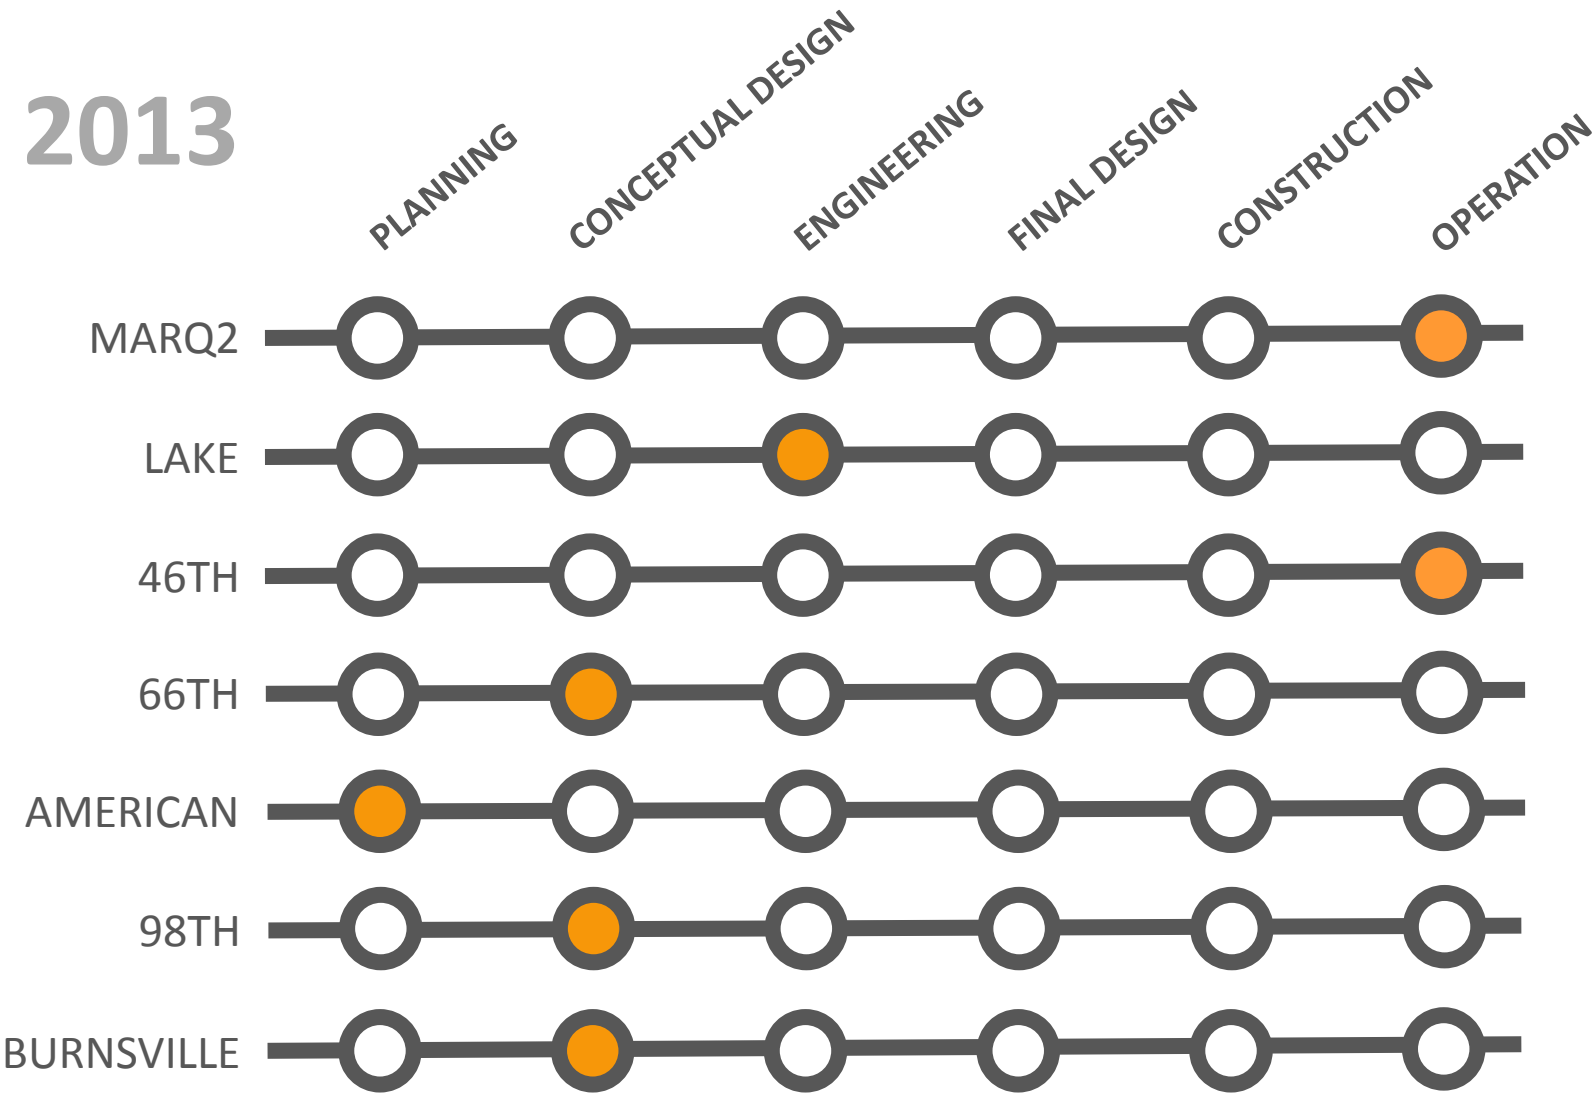 2013
PLANNING
CONCEPTUAL DESIGN
ENGINEERING
FINAL DESIGN
CONSTRUCTION
OPERATION
MARQ2
LAKE
46TH
66TH
AMERICAN
98TH
BURNSVILLE